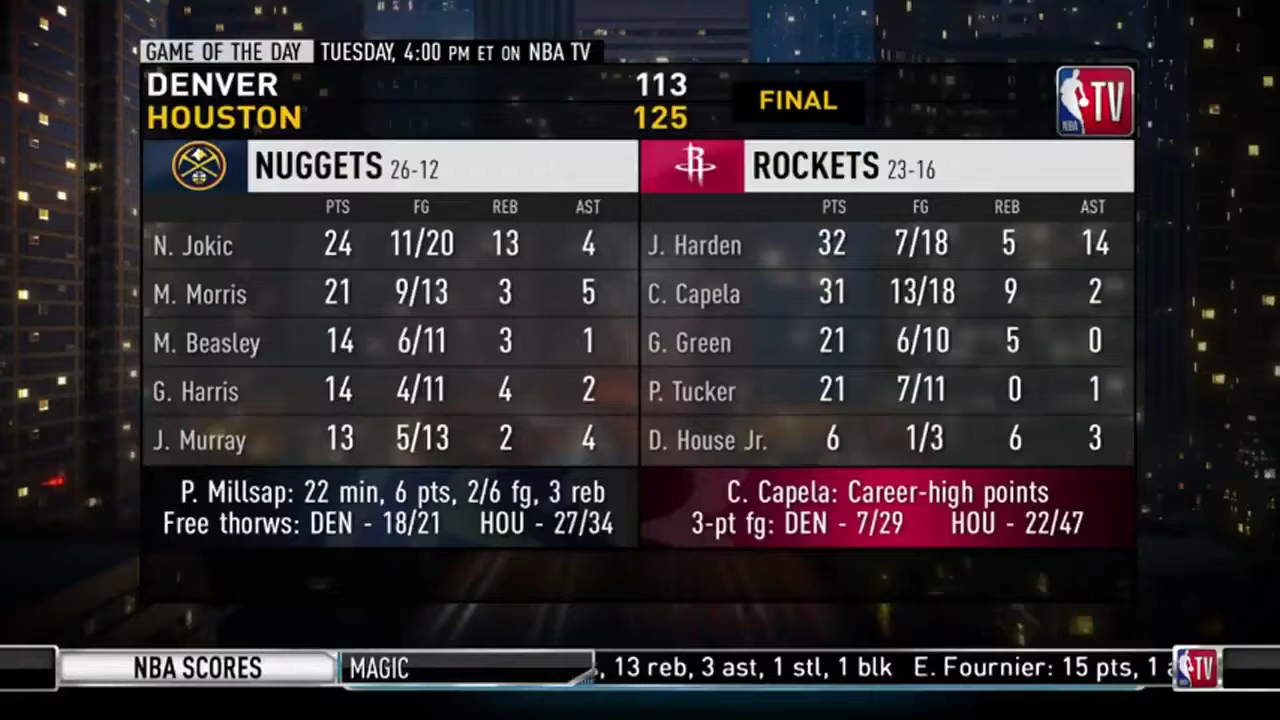 GAME OF THE DAY TUESDAY, 4:00 PM ET ON NBA TV
DENVER 113
HOUSTON 125
FINAL
NBA TV
NUGGETS 26-12
PTS FG REB AST
N. Jokic 24 11/20 13 4
M. Morris 21 9/13 3 5
M. Beasley 14 6/11 3 1
G. Harris 14 4/11 4 2
J. Murray 13 5/13 2 4
P. Millsap: 22 min, 6 pts, 2/6 fg, 3 reb
Free thorws: DEN - 18/21 HOU - 27/34
R
ROCKETS 23-16
PTS FG REB AST
J. Harden 32 7/18 5 14
C. Capela 31 13/18 9 2
G. Green 21 6/10 5 0
P. Tucker 21 7/11 0 1
D. House Jr. 6 1/3 6 3
C. Capela: Career-high points
3-pt fg: DEN - 7/29 HOU - 22/47
NBA SCORES MAGIC , 13 reb, 3 ast, 1 stl, 1 blk E. Fournier: 15 pts, 1 TV